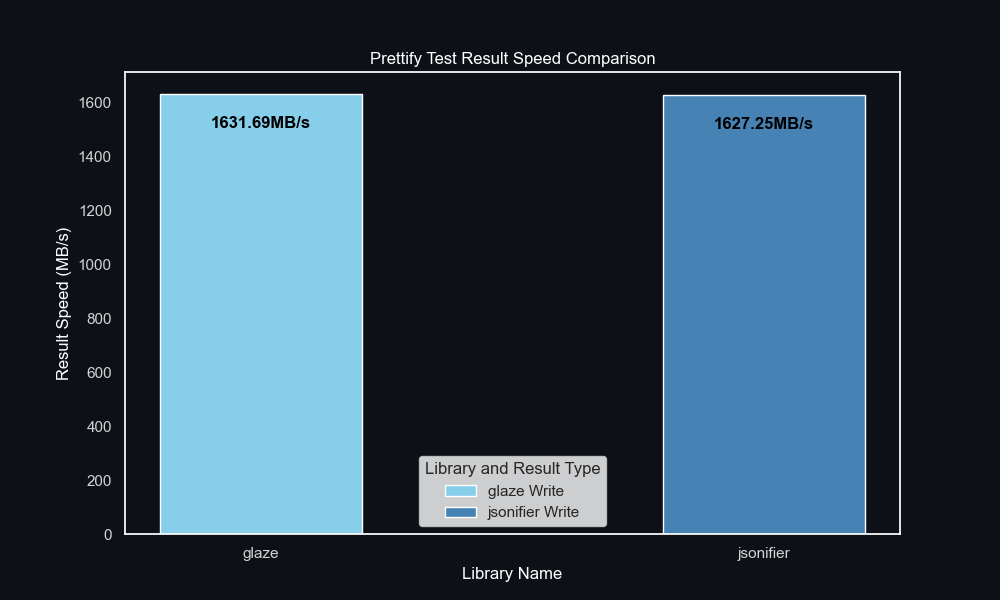 Prettify Test Result Speed Comparison
1600
1400
1200
1000
800
600
400
200
0
Result Speed (MB/s)
1631.69MB/s
1627.25MB/s
Library and Result Type
glaze Write
jsonifier Write
glaze
jsonifier
Library Name